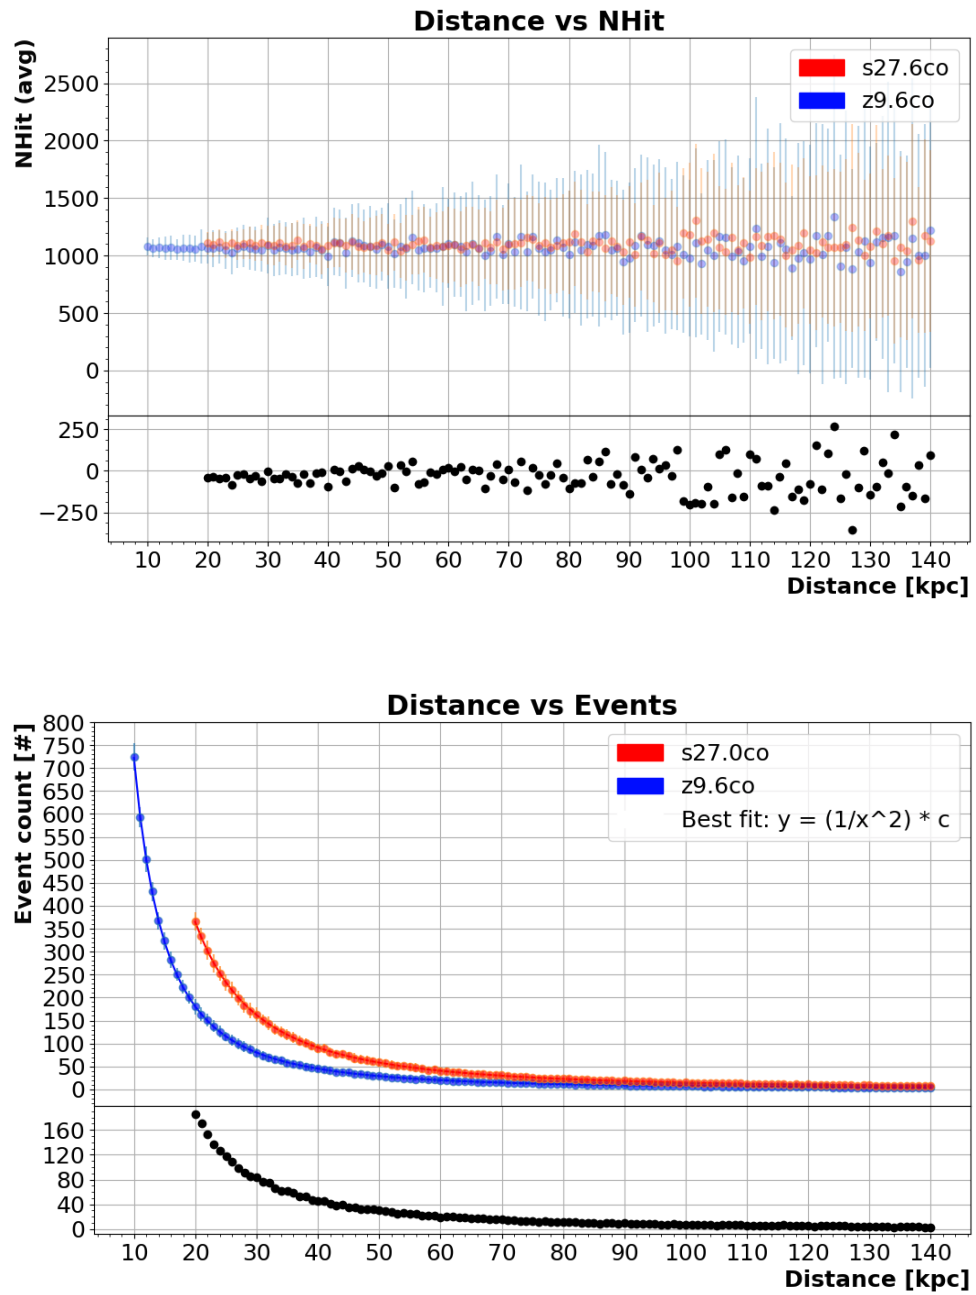 Distance vs NHit
NHit (avg)
2500
2000
1500
1000
500
0
s27.6co
z9.6co
250
0
−250
10 20 30 40 50 60 70 80 90 100 110 120 130 140
Distance [kpc]
Distance vs Events
Event count [#]
800
750
700
650
600
550
500
450
400
350
300
250
200
150
100
50
0
s27.0co
z9.6co
Best fit: y = (1/x^2) * c
160
120
80
40
0
10 20 30 40 50 60 70 80 90 100 110 120 130 140
Distance [kpc]